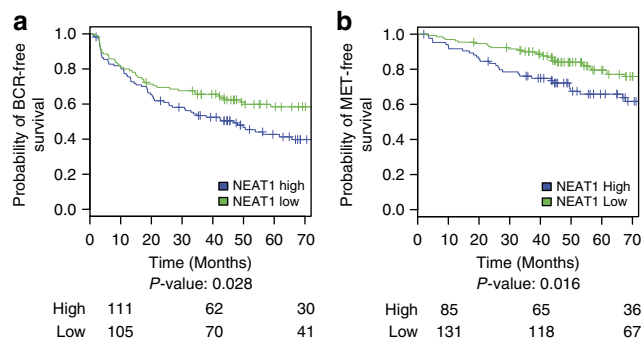 a
Probability of BCR-free
survival
1.0
0.8
0.6
0.4
0.2
0.0
NEAT1 high
NEAT1 low
0 10 20 30 40 50 60 70
Time (Months)
P-value: 0.028
High 111 62 30
Low 105 70 41
b
Probability of MET-free
survival
1.0
0.8
0.6
0.4
0.2
0.0
NEAT1 High
NEAT1 Low
0 10 20 30 40 50 60 70
Time (Months)
P-value: 0.016
High 85 65 36
Low 131 118 67